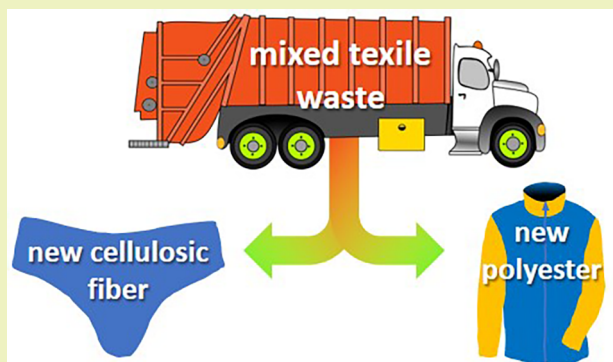 mixed texile
waste
new cellulosic
fiber
new
polyester